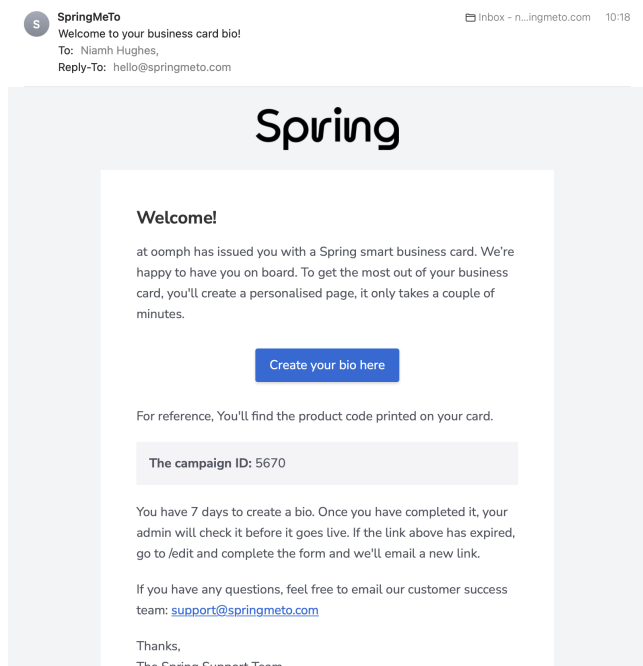 S
SpringMeTo
Inbox - n...ingmeto.com 10:18
Welcome to your business card bio!
To: Niamh Hughes,
Reply-To: hello@springmeto.com
Spring
Welcome!
at oomph has issued you with a Spring smart business card. We're
happy to have you on board. To get the most out of your business
card, you'll create a personalised page, it only takes a couple of
minutes.
Create your bio here
For reference, You'll find the product code printed on your card.
The campaign ID: 5670
You have 7 days to create a bio. Once you have completed it, your
admin will check it before it goes live. If the link above has expired,
go to /edit and complete the form and we'll email a new link.
If you have any questions, feel free to email our customer success
team: support@springmeto.com
Thanks,
The Spring Support Team